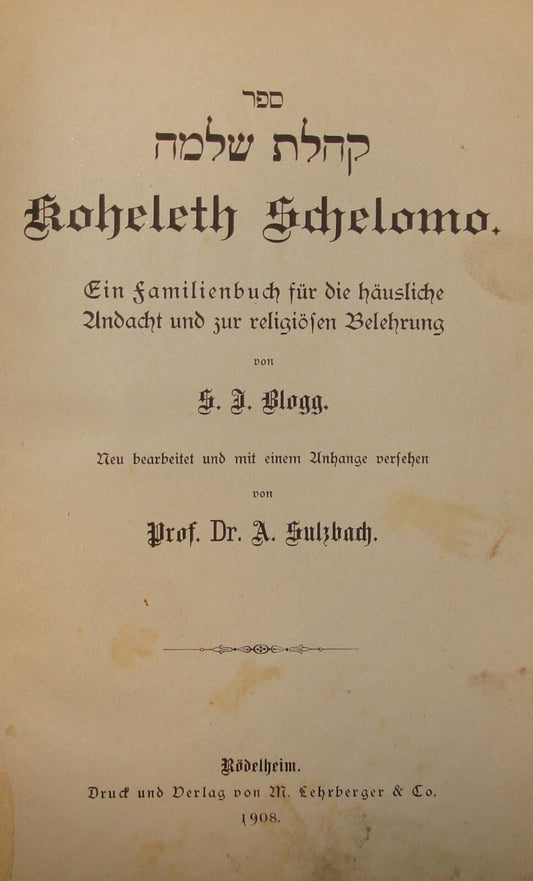 ספר
קהלת שלמה
Koheleth Schelomo.
Ein Familienbuch für die häusliche
Andacht und zur religiösen Belehrung
von
S. J. Blogg.
Neu bearbeitet und mit einem Anhange versehen
von
Prof. Dr. A. Sulzbach.
Rödelheim.
Druck und Verlag von M. Lehrberger & Co.
1908.